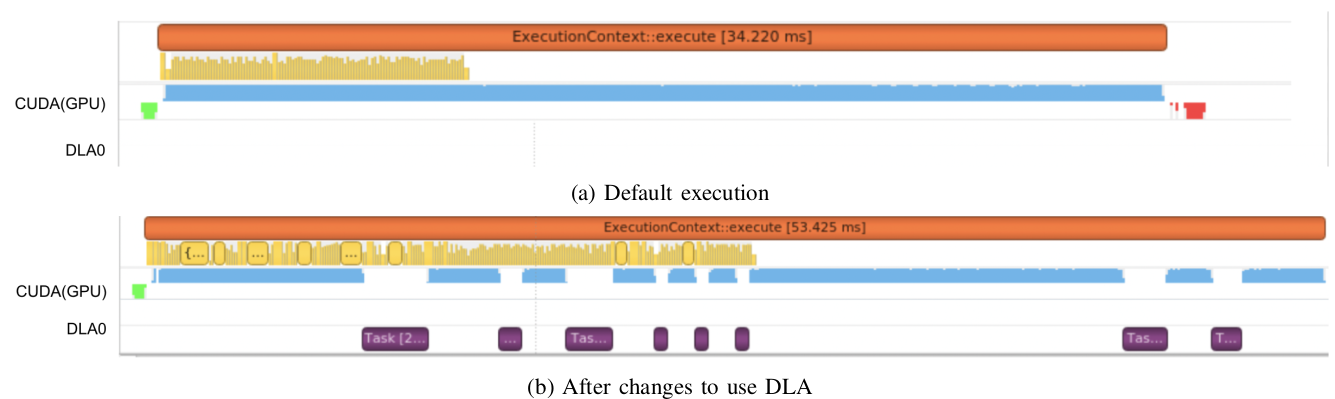 ExecutionContext::execute [34.220 ms]
CUDA(GPU)
DLA0
(a) Default execution
ExecutionContext::execute [53.425 ms]
{... ... ...
CUDA(GPU)
DLA0
Task [2... ... Tas... Tas... T...
(b) After changes to use DLA